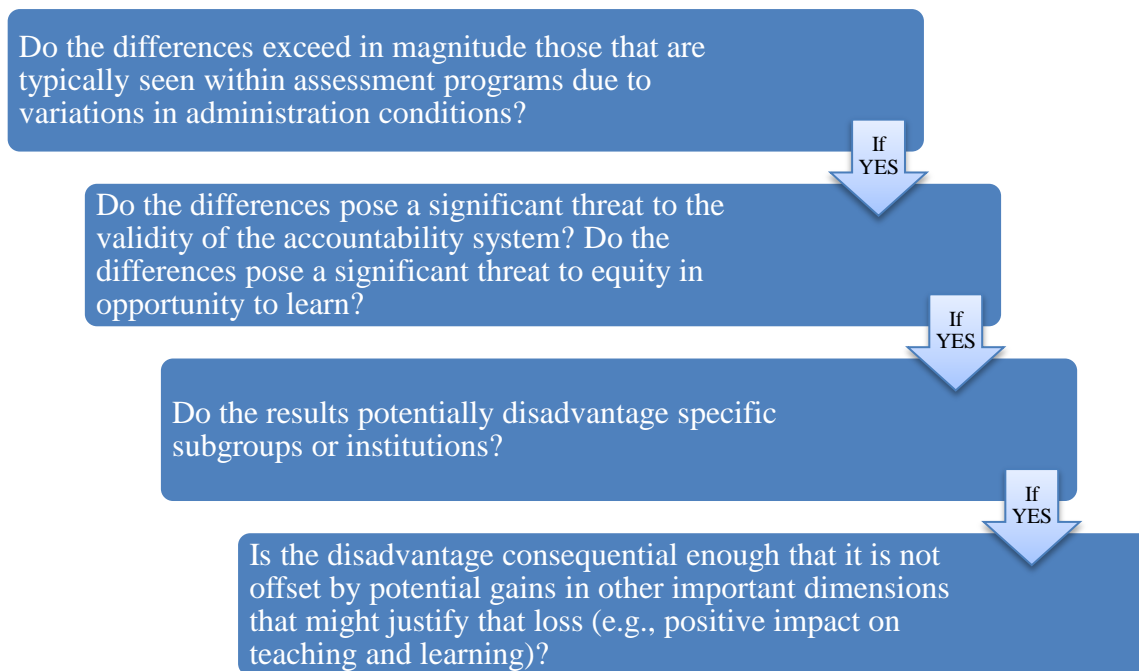 Do the differences exceed in magnitude those that are
typically seen within assessment programs due to
variations in administration conditions?
If
YES
Do the differences pose a significant threat to the
validity of the accountability system? Do the
differences pose a significant threat to equity in
opportunity to learn?
If
YES
Do the results potentially disadvantage specific
subgroups or institutions?
If
YES
Is the disadvantage consequential enough that it is not
offset by potential gains in other important dimensions
that might justify that loss (e.g., positive impact on
teaching and learning)?